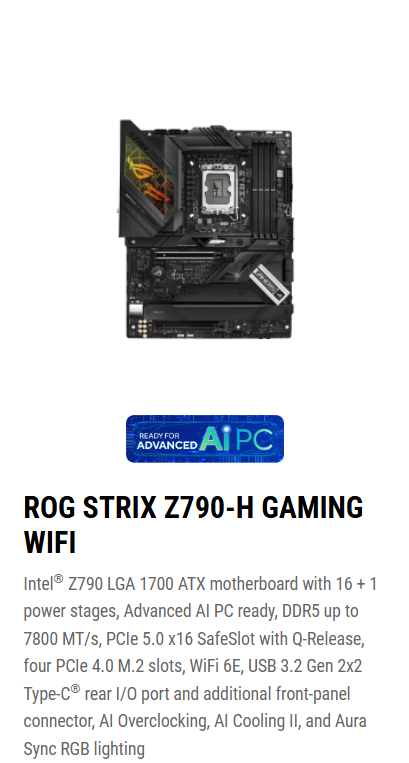 READY FOR
ADVANCED Ai PC
ROG STRIX Z790-H GAMING
WIFI
Intel® Z790 LGA 1700 ATX motherboard with 16 + 1
power stages, Advanced AI PC ready, DDR5 up to
7800 MT/s, PCIe 5.0 x16 SafeSlot with Q-Release,
four PCIe 4.0 M.2 slots, WiFi 6E, USB 3.2 Gen 2x2
Type-C® rear I/O port and additional front-panel
connector, AI Overclocking, AI Cooling II, and Aura
Sync RGB lighting